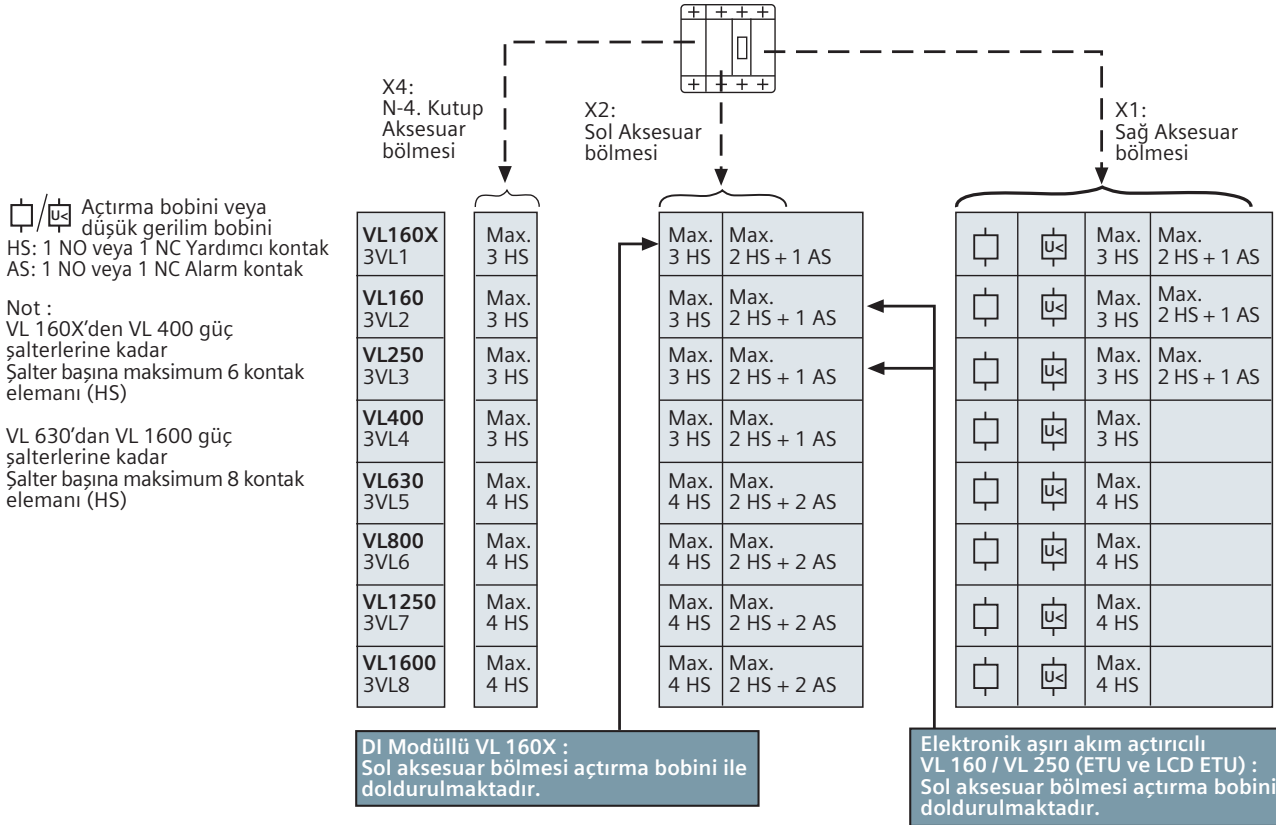 X4:
N-4. Kutup
Aksesuar
bölmesi
X2:
Sol Aksesuar
bölmesi
X1:
Sağ Aksesuar
bölmesi
U< Açtırma bobini veya
düşük gerilim bobini
HS: 1 NO veya 1 NC Yardımcı kontak
AS: 1 NO veya 1 NC Alarm kontak
Not :
VL 160X’den VL 400 güç
şalterlerine kadar
Şalter başına maksimum 6 kontak
elemanı (HS)
VL 630’dan VL 1600 güç
şalterlerine kadar
Şalter başına maksimum 8 kontak
elemanı (HS)
VL160X Max. Max. Max. Max. Max.
3VL1 3 HS 3 HS 2 HS + 1 AS U< 3 HS 2 HS + 1 AS
VL160 Max. Max. Max. Max. Max.
3VL2 3 HS 3 HS 2 HS + 1 AS U< 3 HS 2 HS + 1 AS
VL250 Max. Max. Max. Max. Max.
3VL3 3 HS 3 HS 2 HS + 1 AS U< 3 HS 2 HS + 1 AS
VL400 Max. Max. Max. Max.
3VL4 3 HS 3 HS 2 HS + 1 AS U< 3 HS
VL630 Max. Max. Max. Max.
3VL5 4 HS 4 HS 2 HS + 2 AS U< 4 HS
VL800 Max. Max. Max. Max.
3VL6 4 HS 4 HS 2 HS + 2 AS U< 4 HS
VL1250 Max. Max. Max. Max.
3VL7 4 HS 4 HS 2 HS + 2 AS U< 4 HS
VL1600 Max. Max. Max. Max.
3VL8 4 HS 4 HS 2 HS + 2 AS U< 4 HS
DI Modüllü VL 160X :
Sol aksesuar bölmesi açtırma bobini ile
doldurulmaktadır.
Elektronik aşırı akım açtırıcılı
VL 160 / VL 250 (ETU ve LCD ETU) :
Sol aksesuar bölmesi açtırma bobini
doldurulmaktadır.